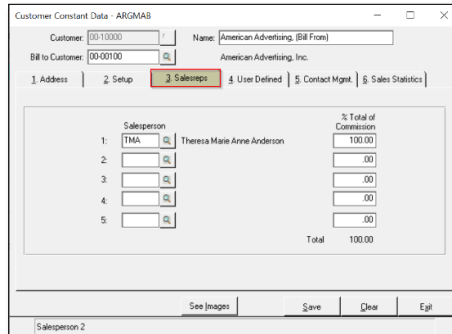 Customer Constant Data - ARGMAB
Customer: 00-10000 Name: American Advertising, (Bill From)
Bill to Customer: 00-00100 American Advertising, Inc.
1. Address 2. Setup 3. Salesreps 4. User Defined 5. Contact Mgmt. 6. Sales Statistics
% Total of
Salesperson Commission
1: TMA Theresa Marie Anne Anderson 100.00
2: .00
3: .00
4: .00
5: .00
Total 100.00
See Images Save Clear Exit
Salesperson 2